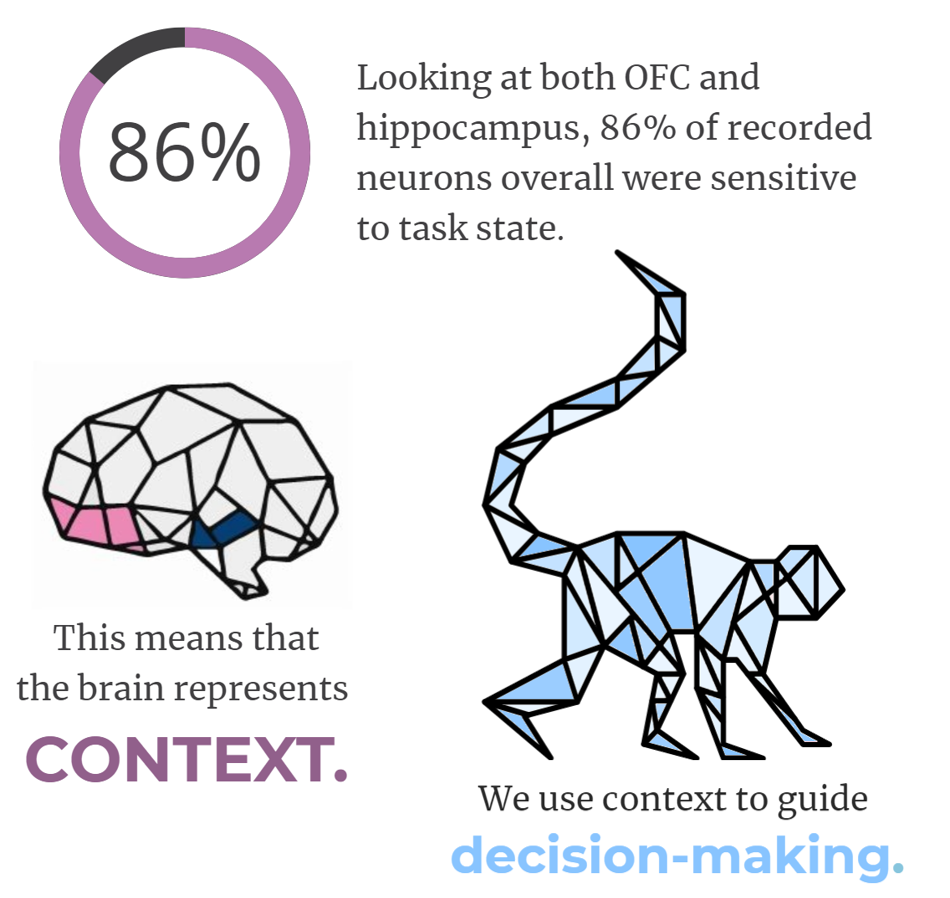 86%
Looking at both OFC and
hippocampus, 86% of recorded
neurons overall were sensitive
to task state.
This means that
the brain represents
CONTEXT.
We use context to guide
decision-making.